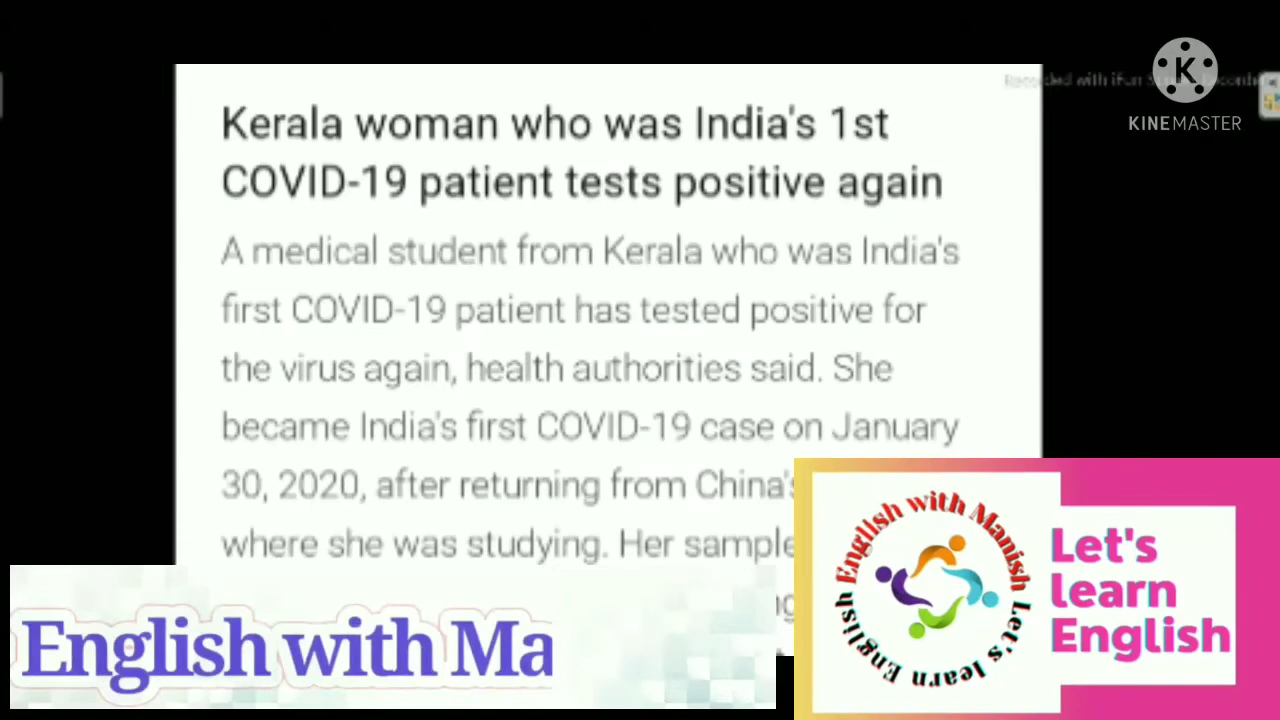 Kerala woman who was India's 1st
COVID-19 patient tests positive again
A medical student from Kerala who was India's
first COVID-19 patient has tested positive for
the virus again, health authorities said. She
became India's first COVID-19 case on January
30, 2020, after returning from China's
where she was studying. Her sample
Recorded with
KINEMASTER
English with Ma
English with Manish Let's learn English
Let's
learn
English